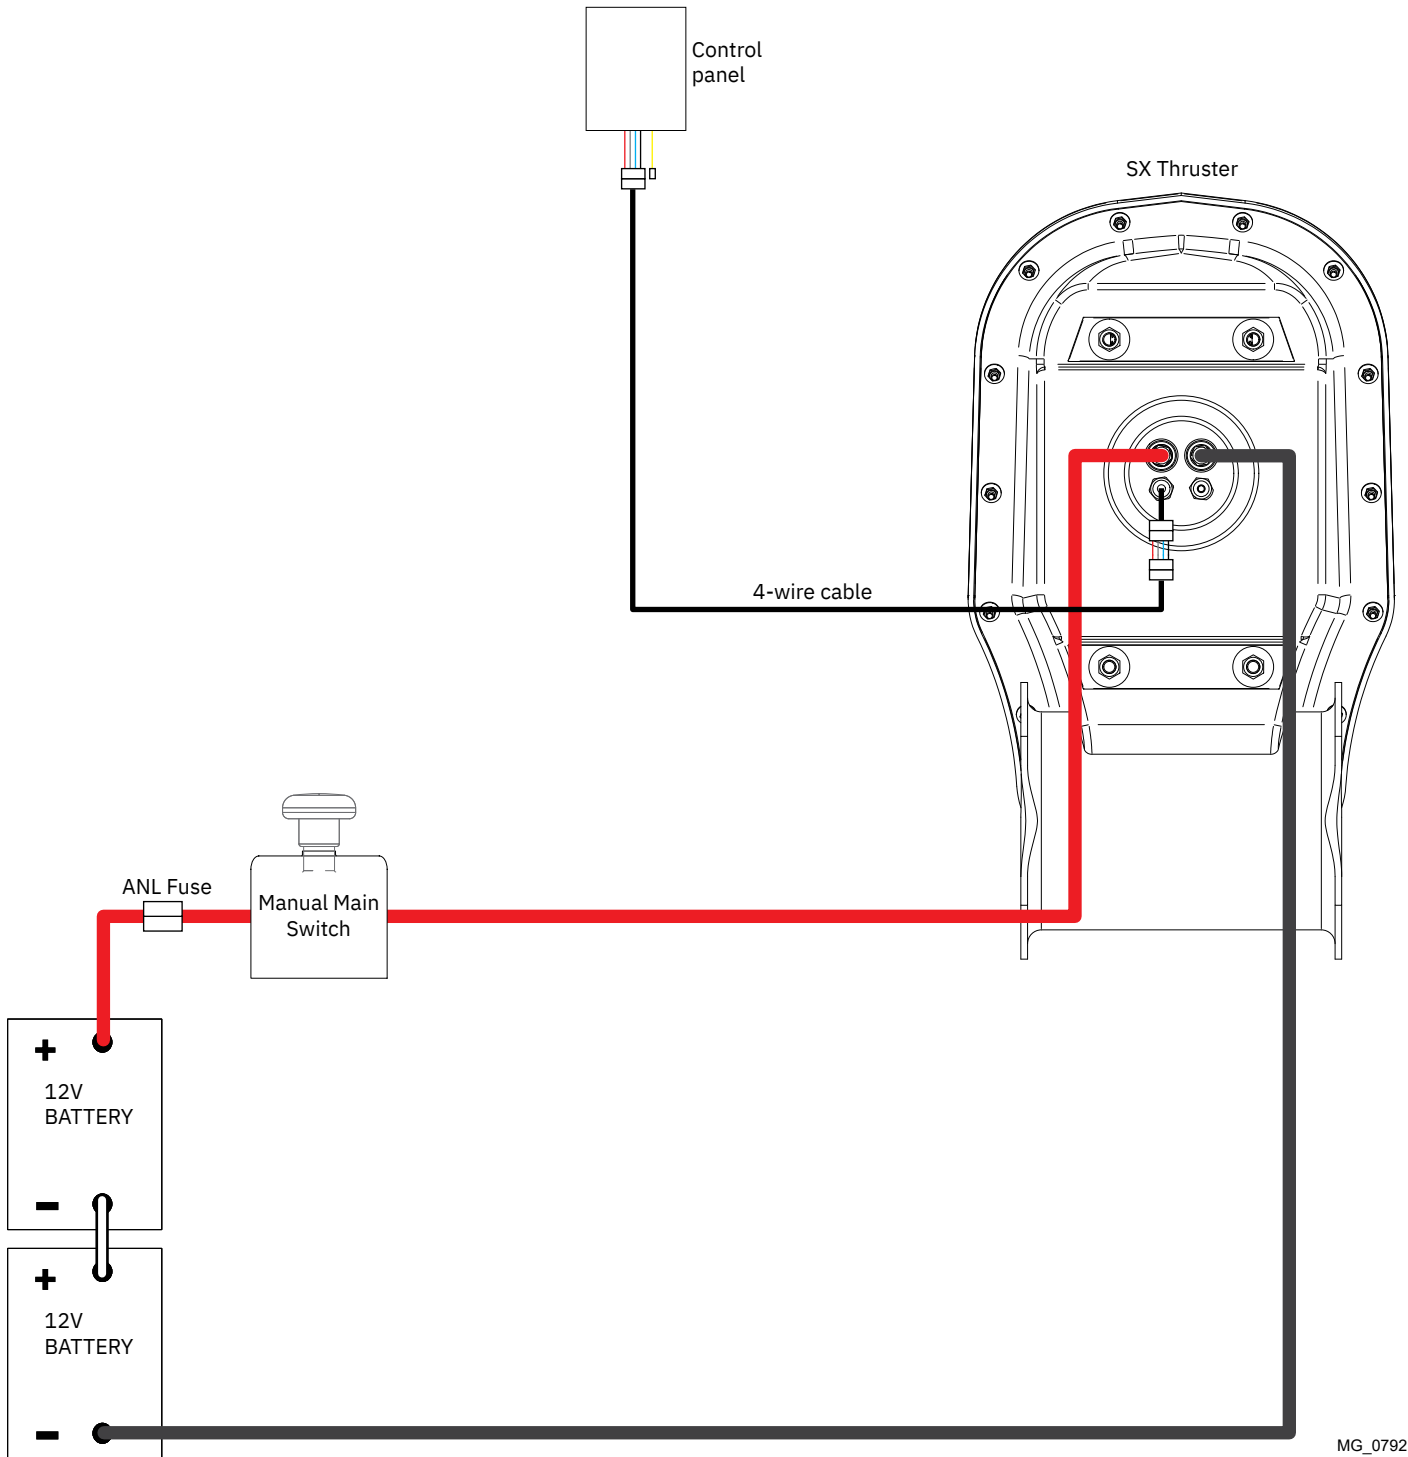 Control
panel
SX Thruster
4-wire cable
ANL Fuse
Manual Main
Switch
+
12V
BATTERY
-
+
12V
BATTERY
-
MG_0792